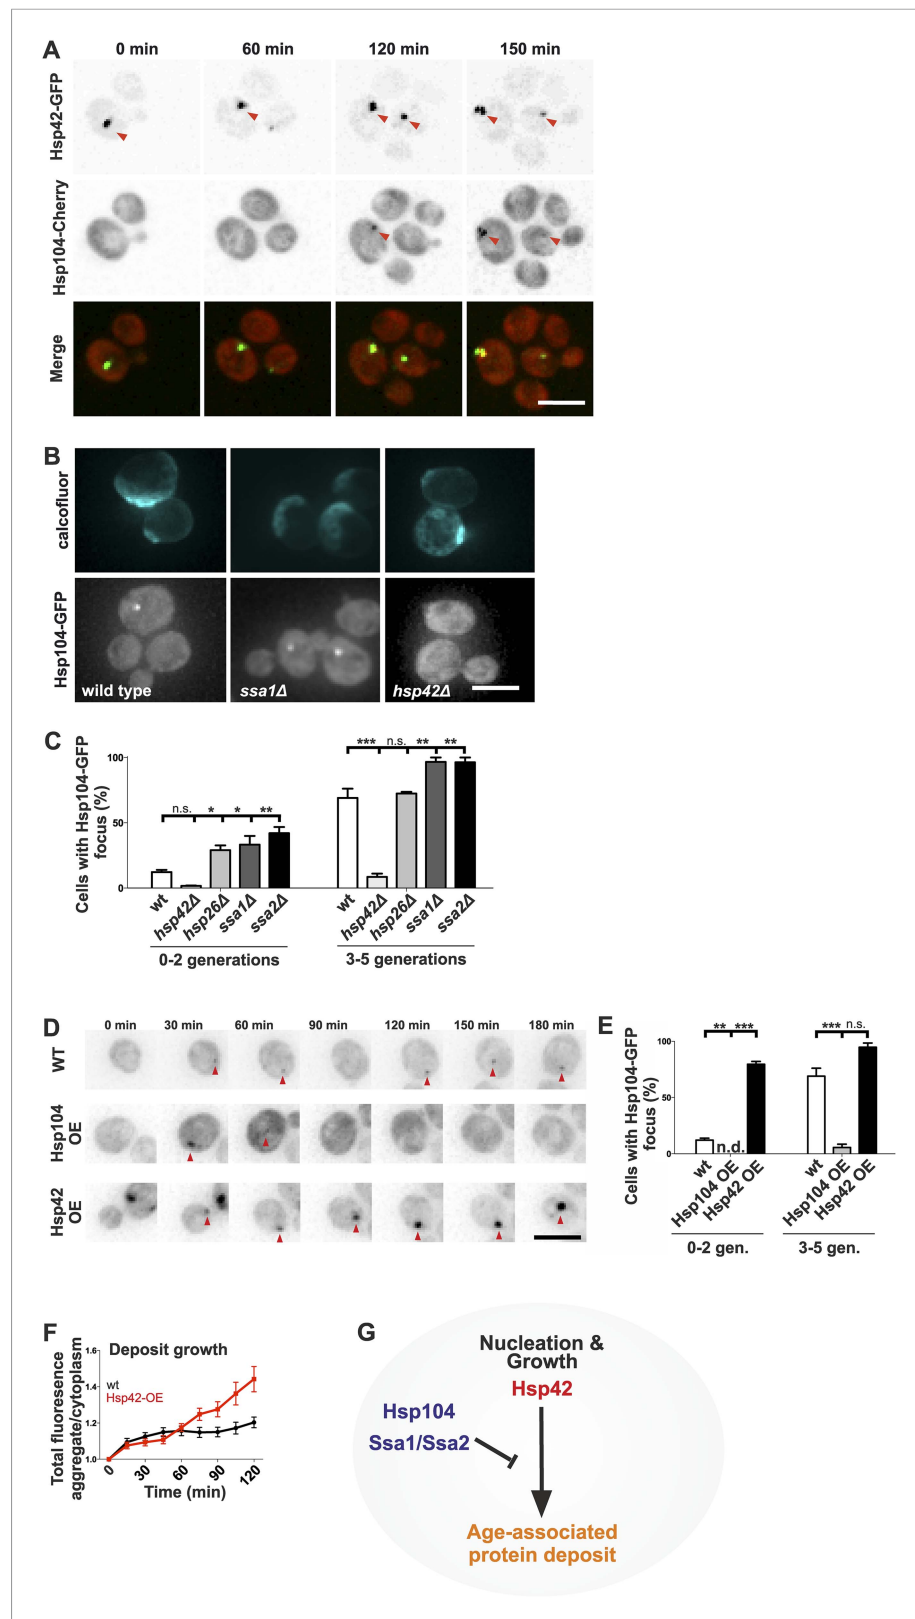 A
0 min
60 min
120 min
150 min
Hsp42-GFP
Hsp104-Cherry
Merge
B
calcofluor
Hsp104-GFP
wild type
ssa1Δ
hsp42Δ
C
Cells with Hsp104-GFP
focus (%)
100
50
0
n.s.
*
*
**
***
n.s.
**
**
wt
hsp42Δ
hsp26Δ
ssa1Δ
ssa2Δ
wt
hsp42Δ
hsp26Δ
ssa1Δ
ssa2Δ
0-2 generations
3-5 generations
D
0 min
30 min
60 min
90 min
120 min
150 min
180 min
WT
Hsp104
OE
Hsp42
OE
E
Cells with Hsp104-GFP
focus (%)
100
50
0
**
***
***
n.s.
n.d.
wt
Hsp104 OE
Hsp42 OE
wt
Hsp104 OE
Hsp42 OE
0-2 gen.
3-5 gen.
F
Deposit growth
wt
Hsp42-OE
Total fluoresence
aggregate/cytoplasm
1.6
1.4
1.2
1.0
0
30
60
90
120
Time (min)
G
Nucleation &
Growth
Hsp42
Hsp104
Ssa1/Ssa2
Age-associated
protein deposit